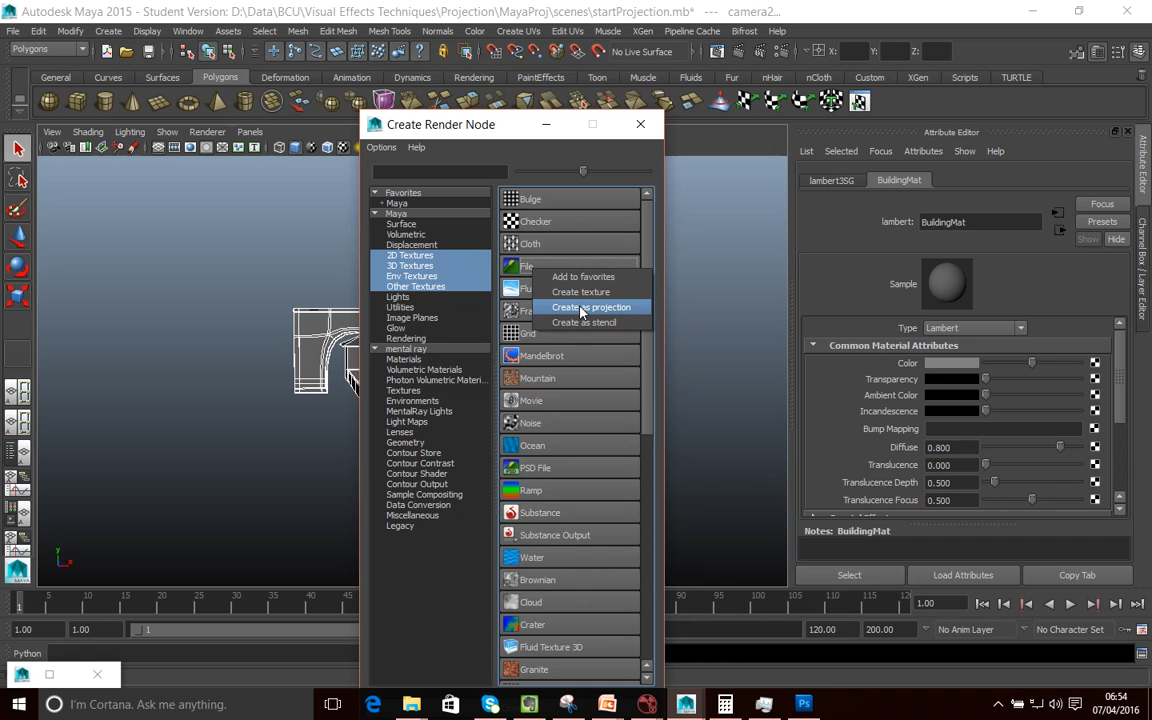 Autodesk Maya 2015 - Student Version: D:\Data\BCU\Visual Effects Techniques\Projection\MayaProj\scenes\startProjection.mb* --- camera2...
File Edit Modify Create Display Window Assets Select Mesh Edit Mesh Mesh Tools Normals Color Create UVs Edit UVs Muscle XGen Pipeline Cache Bifrost Help
Polygons No Live Surface X: Y: Z:
General Curves Surfaces Polygons Deformation Animation Dynamics Rendering PaintEffects Toon Muscle Fluids Fur nHair nCloth Custom XGen Scripts TURTLE
View Shading Lighting Show Renderer Panels
Create Render Node
Options Help
Favorites
+ Maya
Maya
Surface
Volumetric
Displacement
2D Textures
3D Textures
Env Textures
Other Textures
Lights
Utilities
Image Planes
Glow
Rendering
mental ray
Materials
Volumetric Materials
Photon Volumetric Materi...
Textures
Environments
MentalRay Lights
Light Maps
Lenses
Geometry
Contour Store
Contour Contrast
Contour Shader
Contour Output
Sample Compositing
Data Conversion
Miscellaneous
Legacy
Bulge
Checker
Cloth
File
Flu
Fra
Grid
Mandelbrot
Mountain
Movie
Noise
Ocean
PSD File
Ramp
Substance
Substance Output
Water
Brownian
Cloud
Crater
Fluid Texture 3D
Granite
Add to favorites
Create texture
Create as projection
Create as stencil
Attribute Editor
List Selected Focus Attributes Show Help
lambert3SG BuildingMat
Focus
lambert: BuildingMat Presets
Show Hide
Sample
Type Lambert
Common Material Attributes
Color
Transparency
Ambient Color
Incandescence
Bump Mapping
Diffuse 0.800
Translucence 0.000
Translucence Depth 0.500
Translucence Focus 0.500
Notes: BuildingMat
Select Load Attributes Copy Tab
Attribute Editor
Channel Box / Layer Editor
y
x
5 10 15 20 25 30 35 40 45 80 85 90 95 100 105 110 115 12
1 1.00
1.00 1.00 1 120.00 200.00 No Anim Layer No Character Set
Python
I'm Cortana. Ask me anything.
06:54
07/04/2016